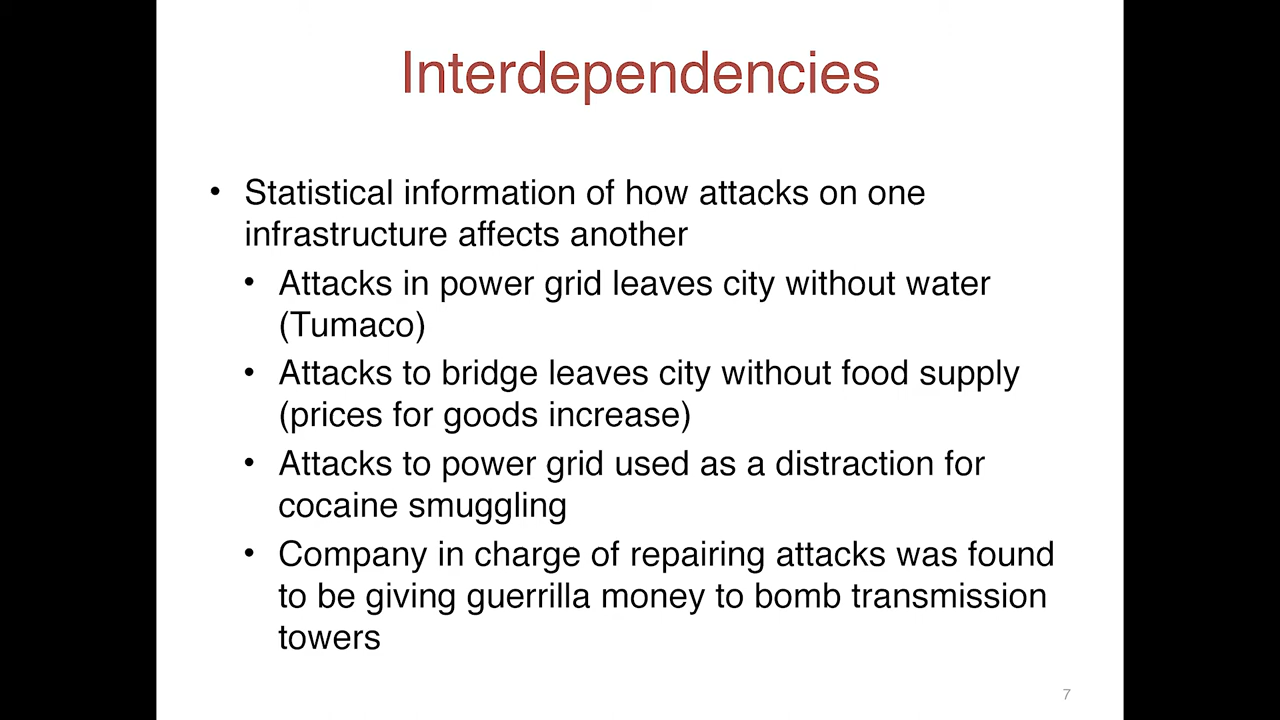 Interdependencies
• Statistical information of how attacks on one
infrastructure affects another
• Attacks in power grid leaves city without water
(Tumaco)
• Attacks to bridge leaves city without food supply
(prices for goods increase)
• Attacks to power grid used as a distraction for
cocaine smuggling
• Company in charge of repairing attacks was found
to be giving guerrilla money to bomb transmission
towers
7